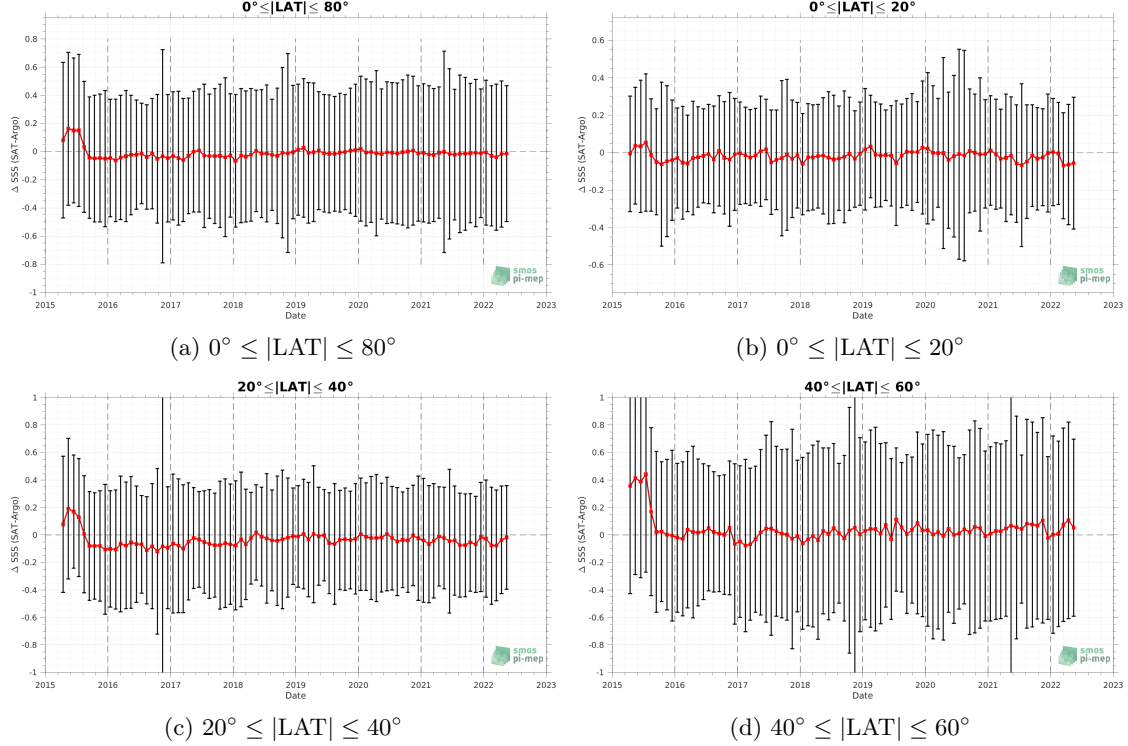 0°≤|LAT|≤ 80°
Δ SSS (SAT-Argo)
0.8
0.6
0.4
0.2
0
-0.2
-0.4
-0.6
-0.8
-1
2015 2016 2017 2018 2019 2020 2021 2022 2023
Date
smos
pi-mep
(a) 0° ≤ |LAT| ≤ 80°
0°≤|LAT|≤ 20°
Δ SSS (SAT-Argo)
0.6
0.4
0.2
0
-0.2
-0.4
-0.6
2015 2016 2017 2018 2019 2020 2021 2022 2023
Date
smos
pi-mep
(b) 0° ≤ |LAT| ≤ 20°
20°≤|LAT|≤ 40°
Δ SSS (SAT-Argo)
1
0.8
0.6
0.4
0.2
0
-0.2
-0.4
-0.6
-0.8
-1
2015 2016 2017 2018 2019 2020 2021 2022 2023
Date
smos
pi-mep
(c) 20° ≤ |LAT| ≤ 40°
40°≤|LAT|≤ 60°
Δ SSS (SAT-Argo)
1
0.8
0.6
0.4
0.2
0
-0.2
-0.4
-0.6
-0.8
-1
2015 2016 2017 2018 2019 2020 2021 2022 2023
Date
smos
pi-mep
(d) 40° ≤ |LAT| ≤ 60°